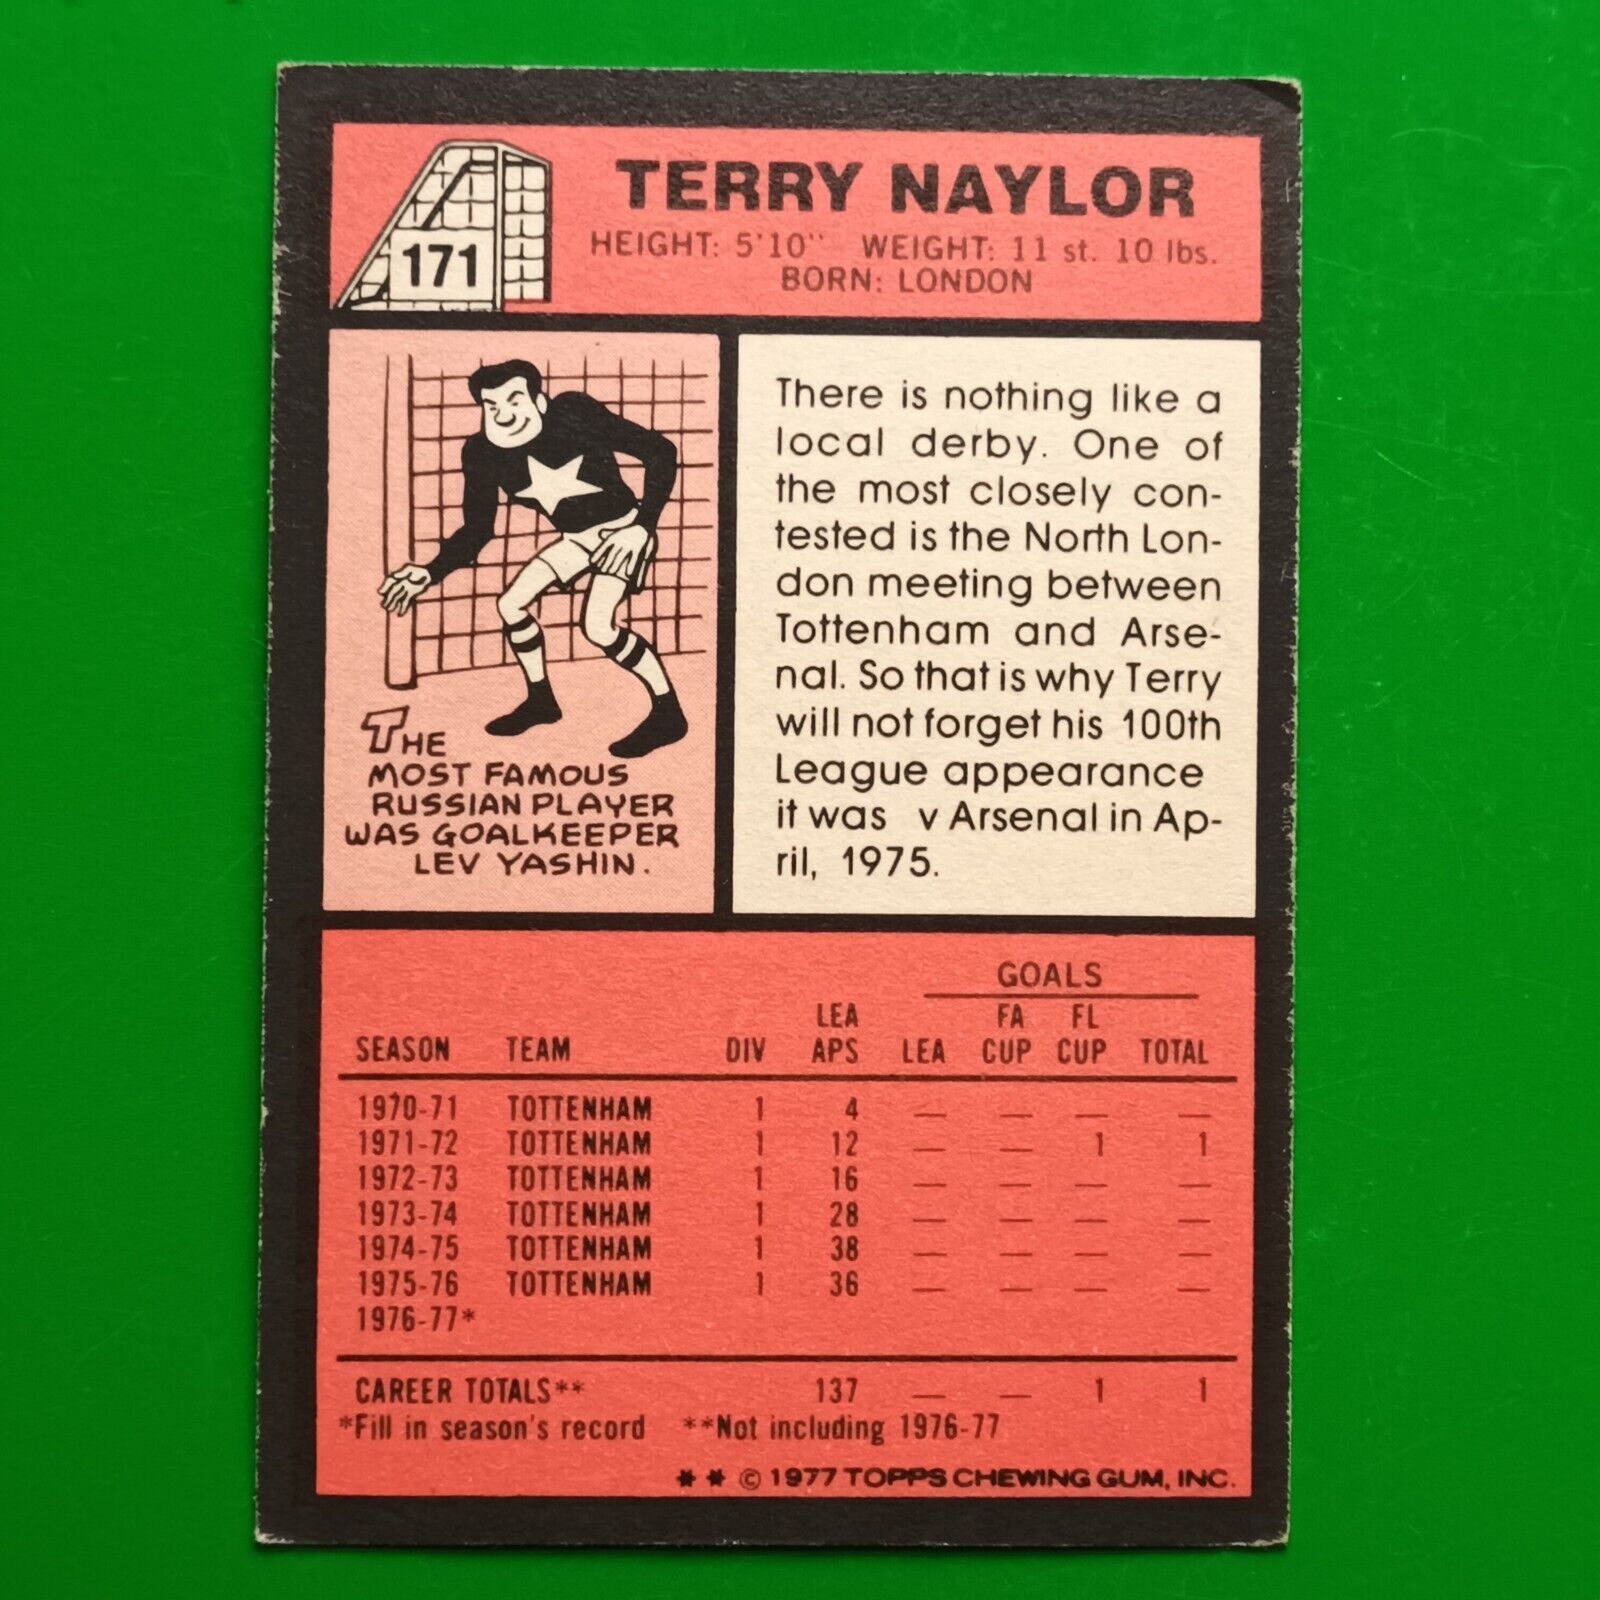 171
TERRY NAYLOR
HEIGHT: 5'10" WEIGHT: 11 st. 10 lbs.
BORN: LONDON
THE
MOST FAMOUS
RUSSIAN PLAYER
WAS GOALKEEPER
LEV YASHIN.
There is nothing like a
local derby. One of
the most closely con-
tested is the North Lon-
don meeting between
Tottenham and Arse-
nal. So that is why Terry
will not forget his 100th
League appearance
it was v Arsenal in Ap-
ril, 1975.
GOALS
LEA FA FL
SEASON TEAM DIV APS LEA CUP CUP TOTAL
1970-71 TOTTENHAM 1 4 — — — —
1971-72 TOTTENHAM 1 12 — — 1 1
1972-73 TOTTENHAM 1 16 — — — —
1973-74 TOTTENHAM 1 28 — — — —
1974-75 TOTTENHAM 1 38 — — — —
1975-76 TOTTENHAM 1 36 — — — —
1976-77*
CAREER TOTALS** 137 — — 1 1
*Fill in season's record **Not including 1976-77
** © 1977 TOPPS CHEWING GUM, INC.